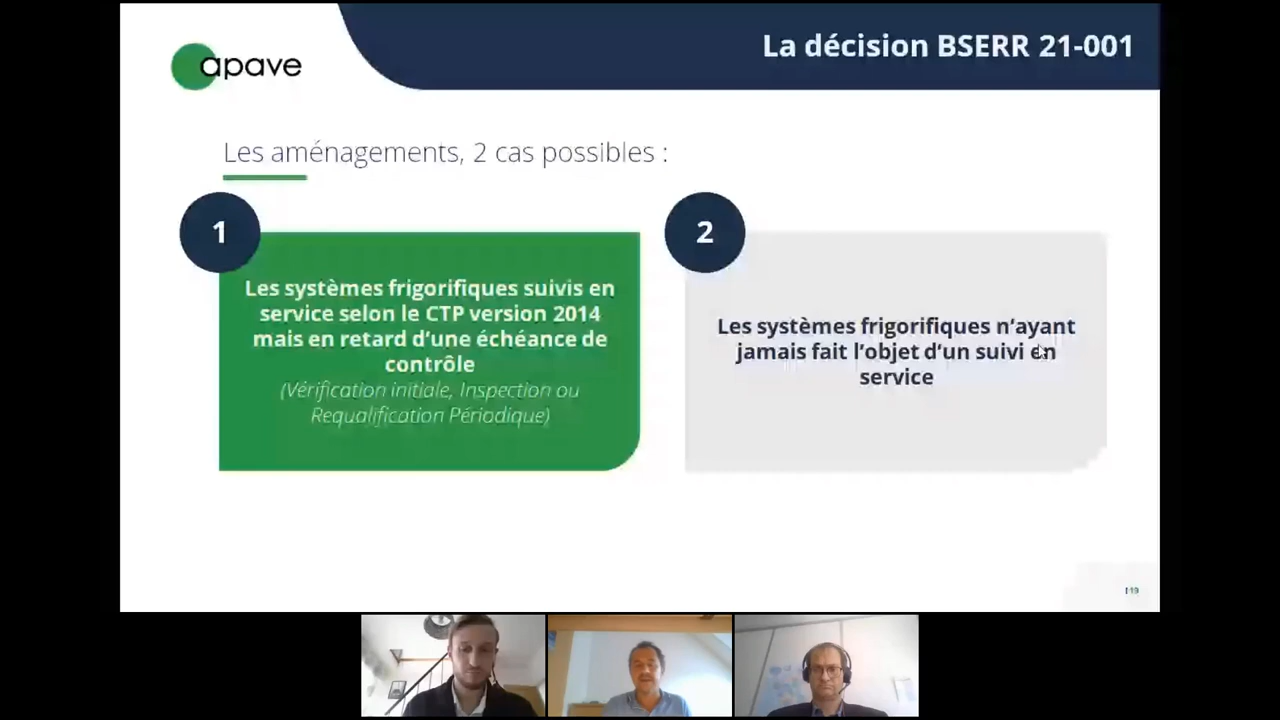 apave
La décision BSERR 21-001
Les aménagements, 2 cas possibles :
1
Les systèmes frigorifiques suivis en
service selon le CTP version 2014
mais en retard d'une échéance de
contrôle
(Vérification initiale, Inspection ou
Requalification Périodique)
2
Les systèmes frigorifiques n'ayant
jamais fait l'objet d'un suivi en
service